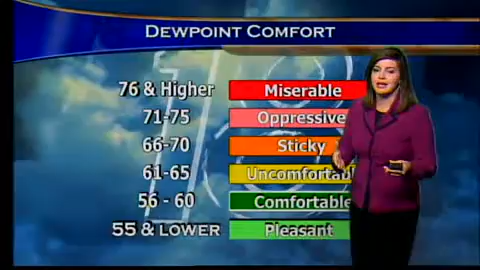 DEWPOINT COMFORT
76 & Higher Miserable
71-75 Oppressive
66-70 Sticky
61-65 Uncomfortabl
56 - 60 Comfortable
55 & LOWER Pleasant